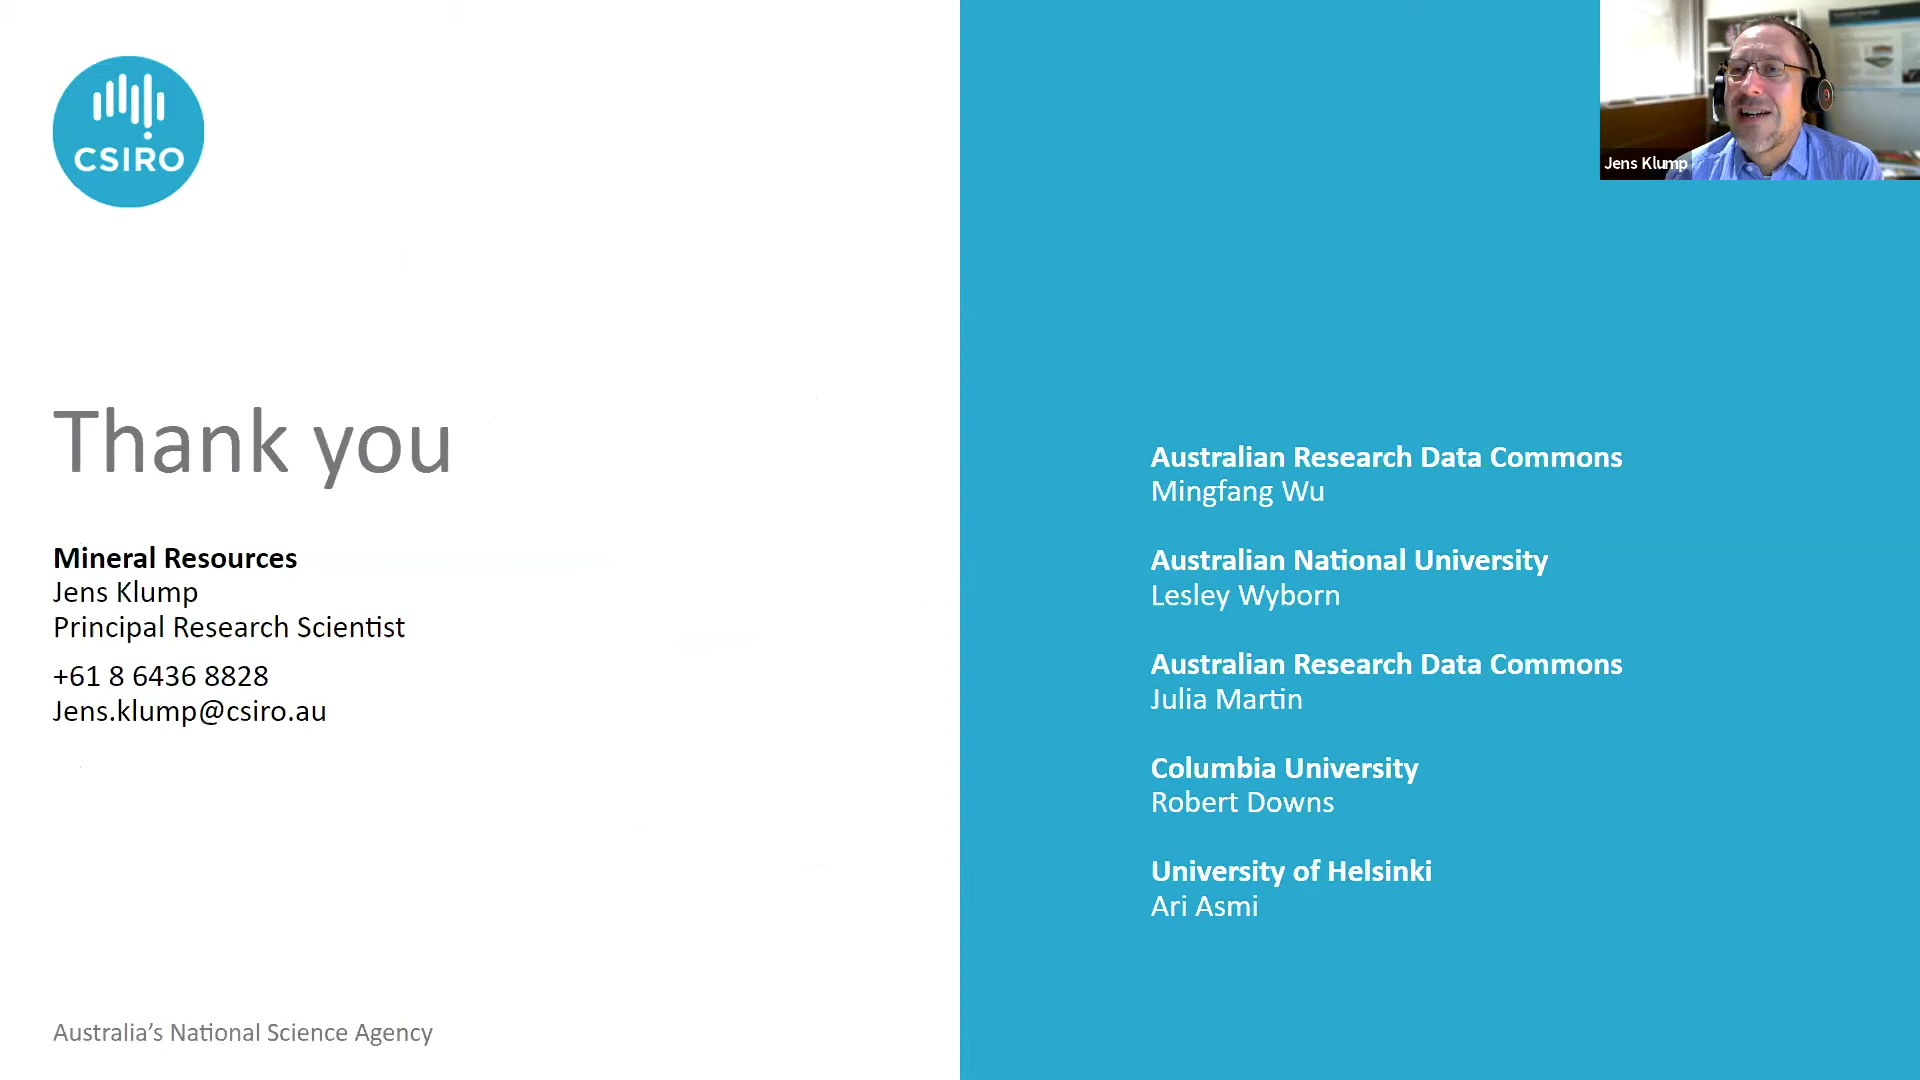 CSIRO
Thank you
Mineral Resources
Jens Klump
Principal Research Scientist
+61 8 6436 8828
Jens.klump@csiro.au
Australia’s National Science Agency
Jens Klump
Australian Research Data Commons
Mingfang Wu
Australian National University
Lesley Wyborn
Australian Research Data Commons
Julia Martin
Columbia University
Robert Downs
University of Helsinki
Ari Asmi